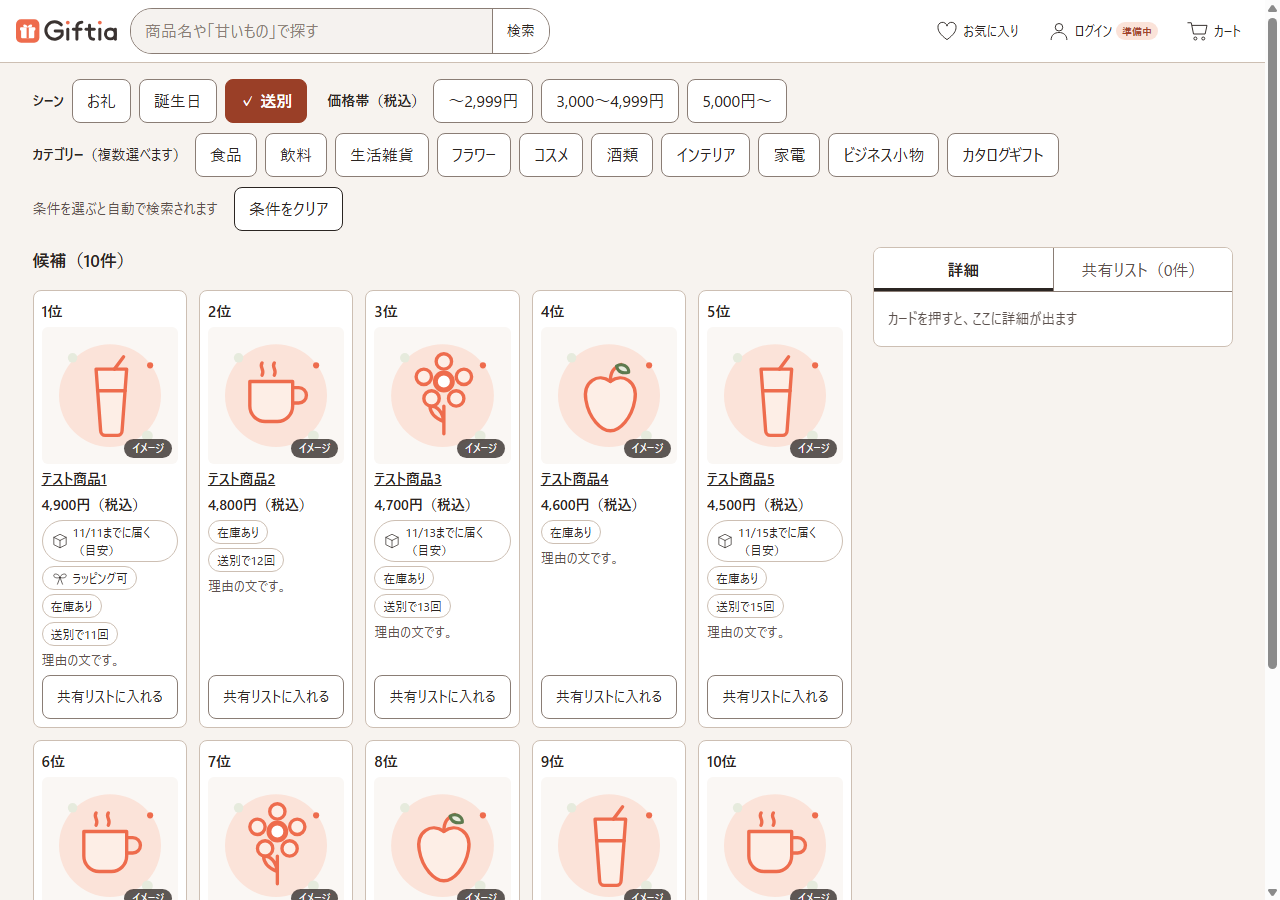 Giftia 商品名や「甘いもの」で探す 検索 お気に入り ログイン 準備中 カート
シーン お礼 誕生日 ✓ 送別 価格帯（税込） ～2,999円 3,000～4,999円 5,000円～
カテゴリー（複数選べます） 食品 飲料 生活雑貨 フラワー コスメ 酒類 インテリア 家電 ビジネス小物 カタログギフト
条件を選ぶと自動で検索されます 条件をクリア
候補（10件）
詳細 共有リスト（0件）
カードを押すと、ここに詳細が出ます
1位
イメージ
テスト商品1
4,900円（税込）
11/11までに届く
（目安）
ラッピング可
在庫あり
送別で11回
理由の文です。
共有リストに入れる
2位
イメージ
テスト商品2
4,800円（税込）
在庫あり
送別で12回
理由の文です。
共有リストに入れる
3位
イメージ
テスト商品3
4,700円（税込）
11/13までに届く
（目安）
在庫あり
送別で13回
理由の文です。
共有リストに入れる
4位
イメージ
テスト商品4
4,600円（税込）
在庫あり
理由の文です。
共有リストに入れる
5位
イメージ
テスト商品5
4,500円（税込）
11/15までに届く
（目安）
在庫あり
送別で15回
理由の文です。
共有リストに入れる
6位
イメージ
7位
イメージ
8位
イメージ
9位
イメージ
10位
イメージ